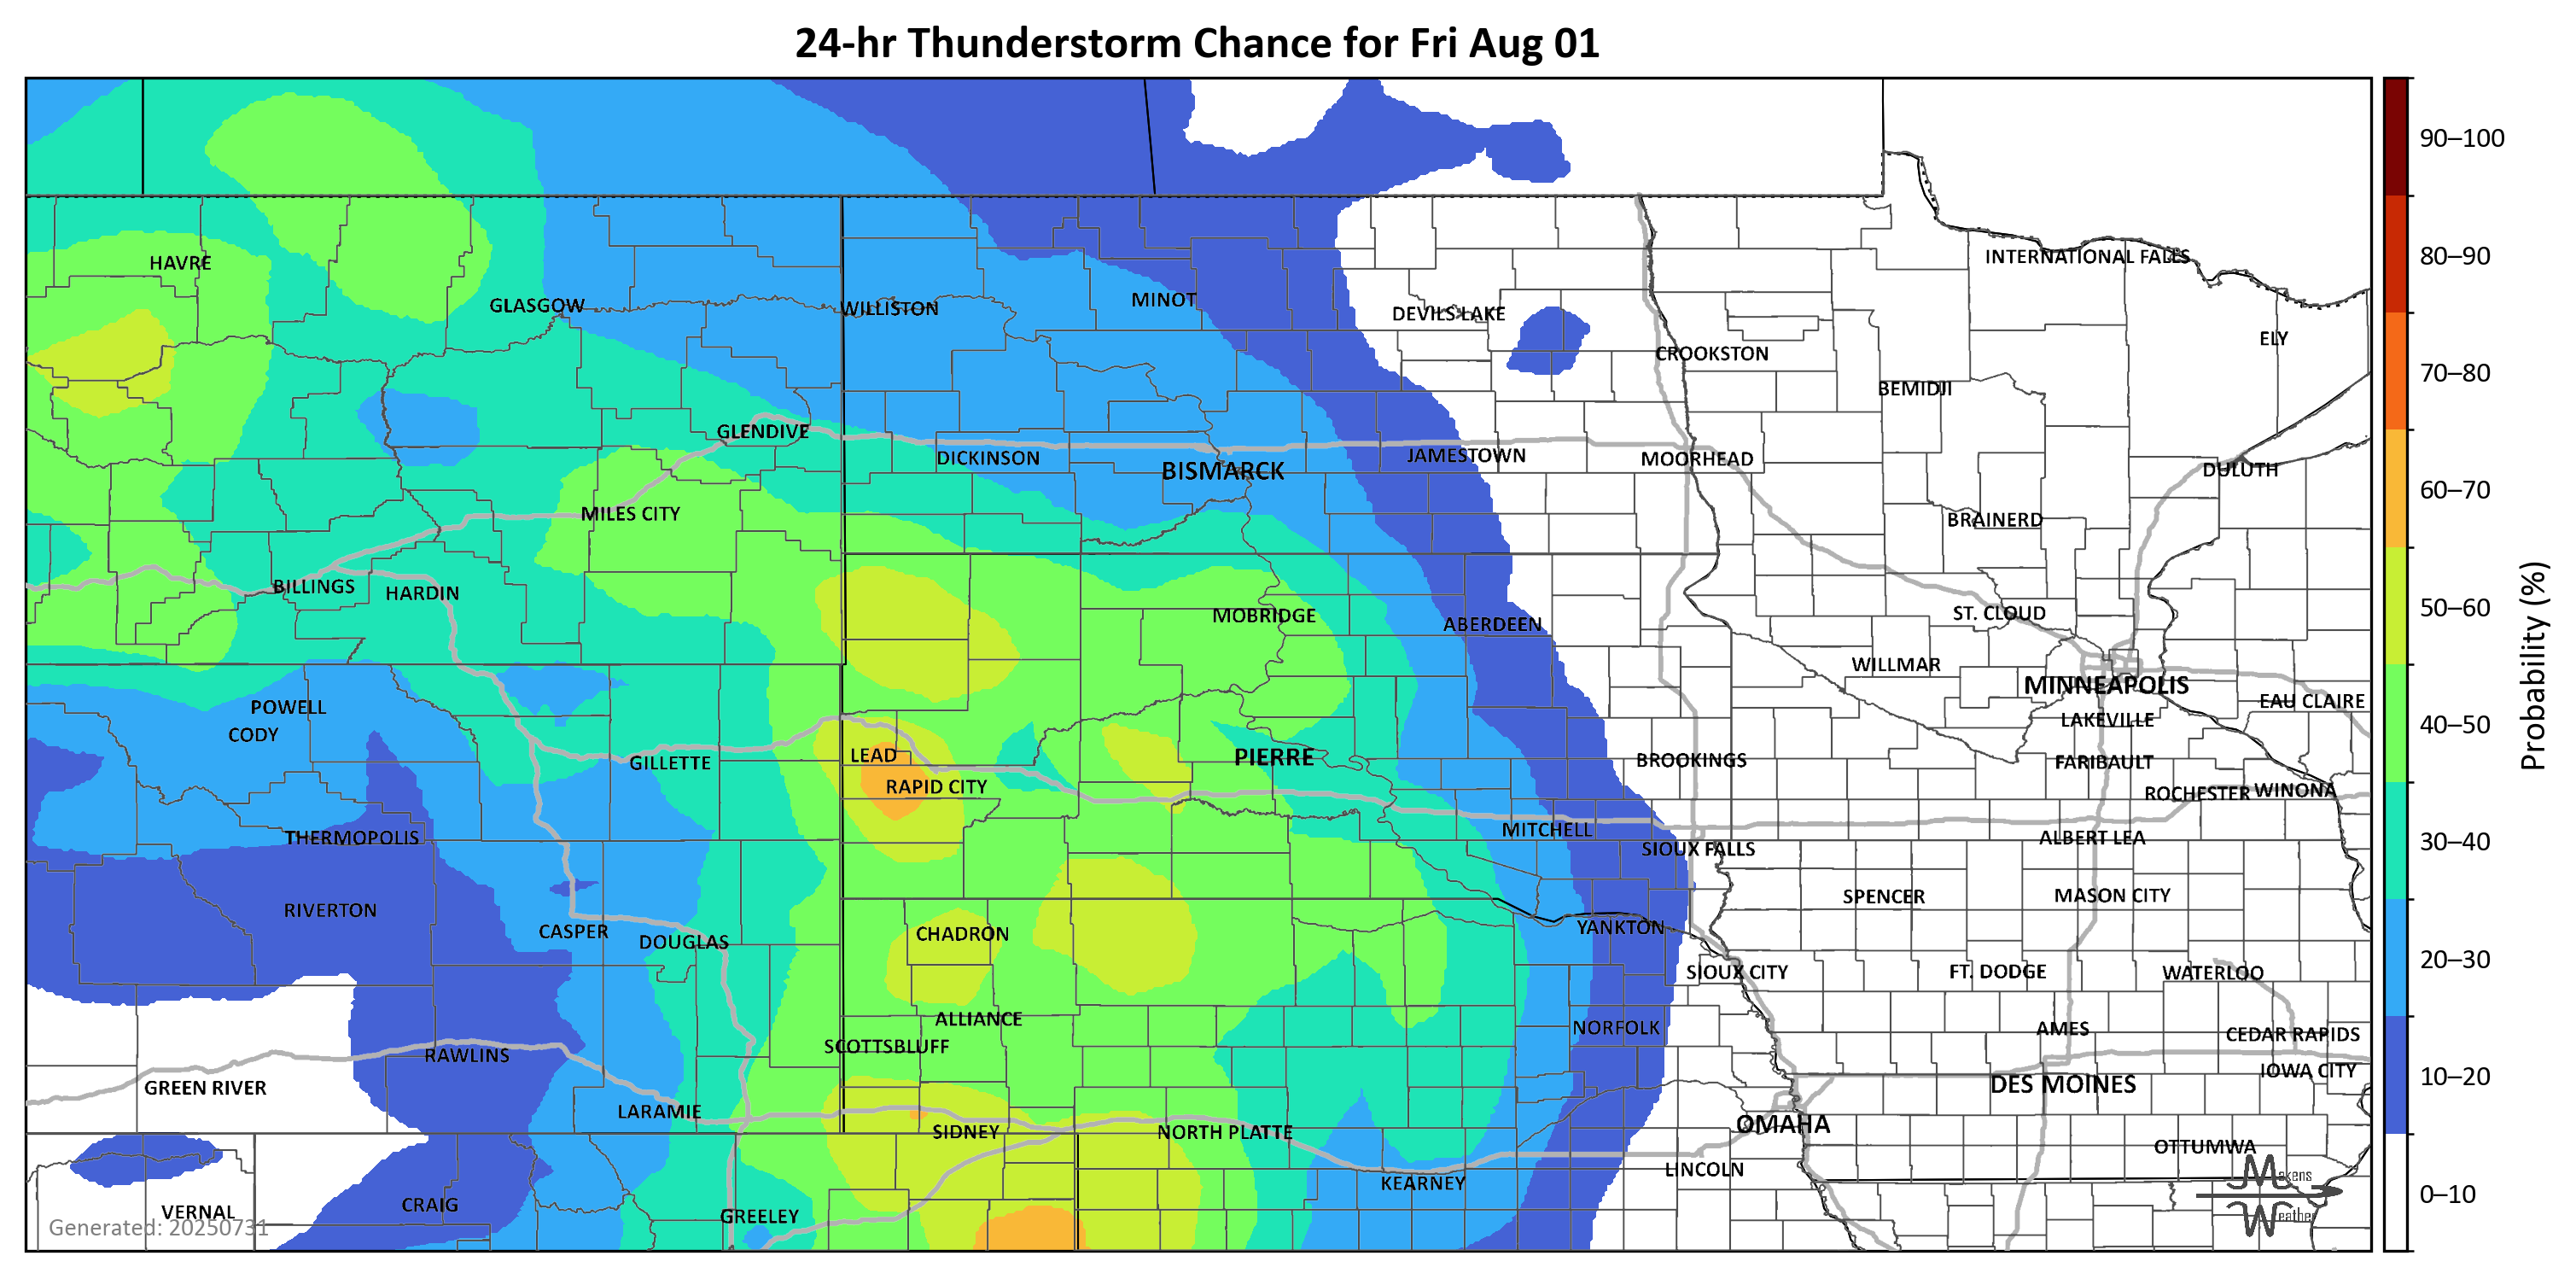 24-hr Thunderstorm Chance for Fri Aug 01
90–100
80–90
70–80
60–70
50–60
40–50
30–40
20–30
10–20
0–10
Probability (%)
HAVRE
INTERNATIONAL FALLS
GLASGOW
WILLISTON
MINOT
DEVILS LAKE
ELY
CROOKSTON
BEMIDJI
GLENDIVE
DICKINSON
BISMARCK
JAMESTOWN
MOORHEAD
DULUTH
MILES CITY
BRAINERD
BILLINGS
HARDIN
MOBRIDGE
ABERDEEN
ST. CLOUD
WILLMAR
MINNEAPOLIS
EAU CLAIRE
POWELL
CODY
LAKEVILLE
GILLETTE
LEAD
PIERRE
BROOKINGS
FARIBAULT
RAPID CITY
ROCHESTER
WINONA
THERMOPOLIS
MITCHELL
SIOUX FALLS
ALBERT LEA
RIVERTON
SPENCER
MASON CITY
CASPER
DOUGLAS
CHADRON
YANKTON
SIOUX CITY
FT. DODGE
WATERLOO
ALLIANCE
NORFOLK
AMES
CEDAR RAPIDS
SCOTTSBLUFF
RAWLINS
IOWA CITY
GREEN RIVER
DES MOINES
LARAMIE
SIDNEY
NORTH PLATTE
OMAHA
OTTUMWA
LINCOLN
KEARNEY
CRAIG
VERNAL
GREELEY
Generated: 20250731
Makens
Weather